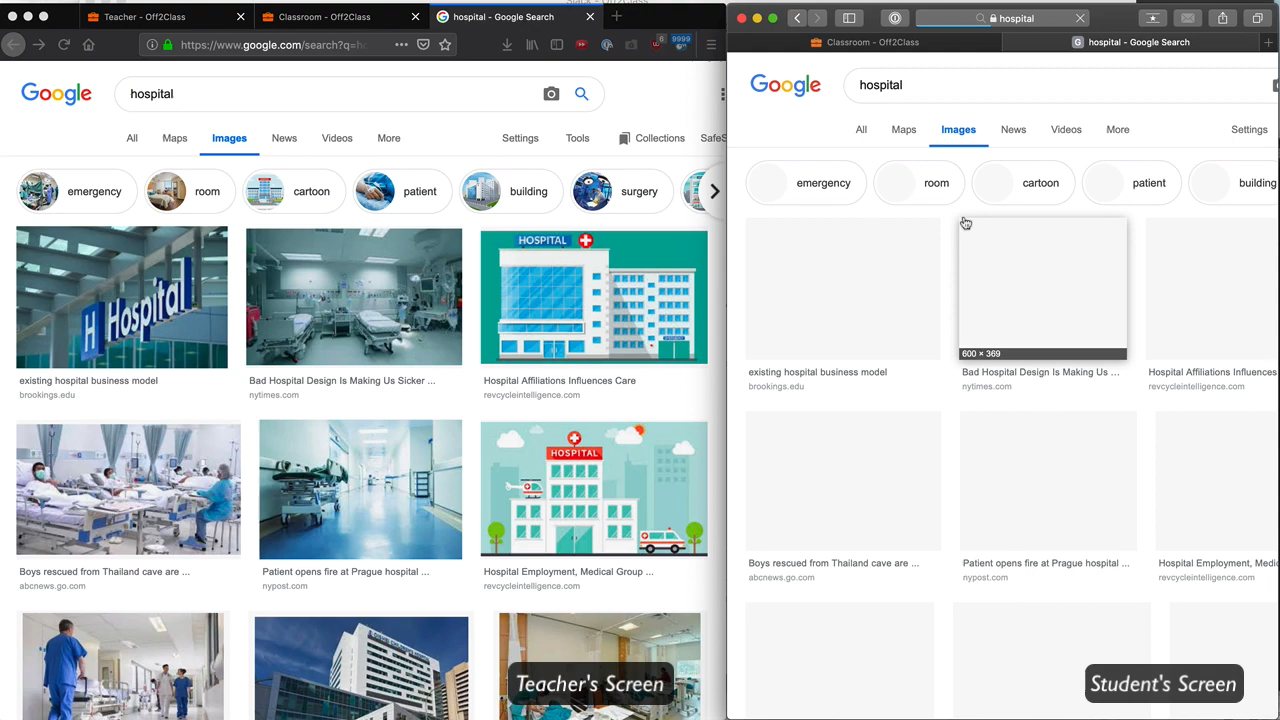 Teacher - Off2Class
Classroom - Off2Class
hospital - Google Search
https://www.google.com/search?q=hc
6
9999
Google
hospital
All
Maps
Images
News
Videos
More
Settings
Tools
Collections
SafeS
emergency
room
cartoon
patient
building
surgery
H Hospital
HOSPITAL
existing hospital business model
brookings.edu
Bad Hospital Design Is Making Us Sicker ...
nytimes.com
Hospital Affiliations Influences Care
revcycleintelligence.com
HOSPITAL
Boys rescued from Thailand cave are ...
abcnews.go.com
Patient opens fire at Prague hospital ...
nypost.com
Hospital Employment, Medical Group ...
revcycleintelligence.com
Teacher's Screen
hospital
Classroom - Off2Class
G hospital - Google Search
Google
hospital
All
Maps
Images
News
Videos
More
Settings
emergency
room
cartoon
patient
building
600 × 369
existing hospital business model
brookings.edu
Bad Hospital Design Is Making Us ...
nytimes.com
Hospital Affiliations Influences
revcycleintelligence.com
Boys rescued from Thailand cave are ...
abcnews.go.com
Patient opens fire at Prague hospital ...
nypost.com
Hospital Employment, Medic
revcycleintelligence.com
Student's Screen